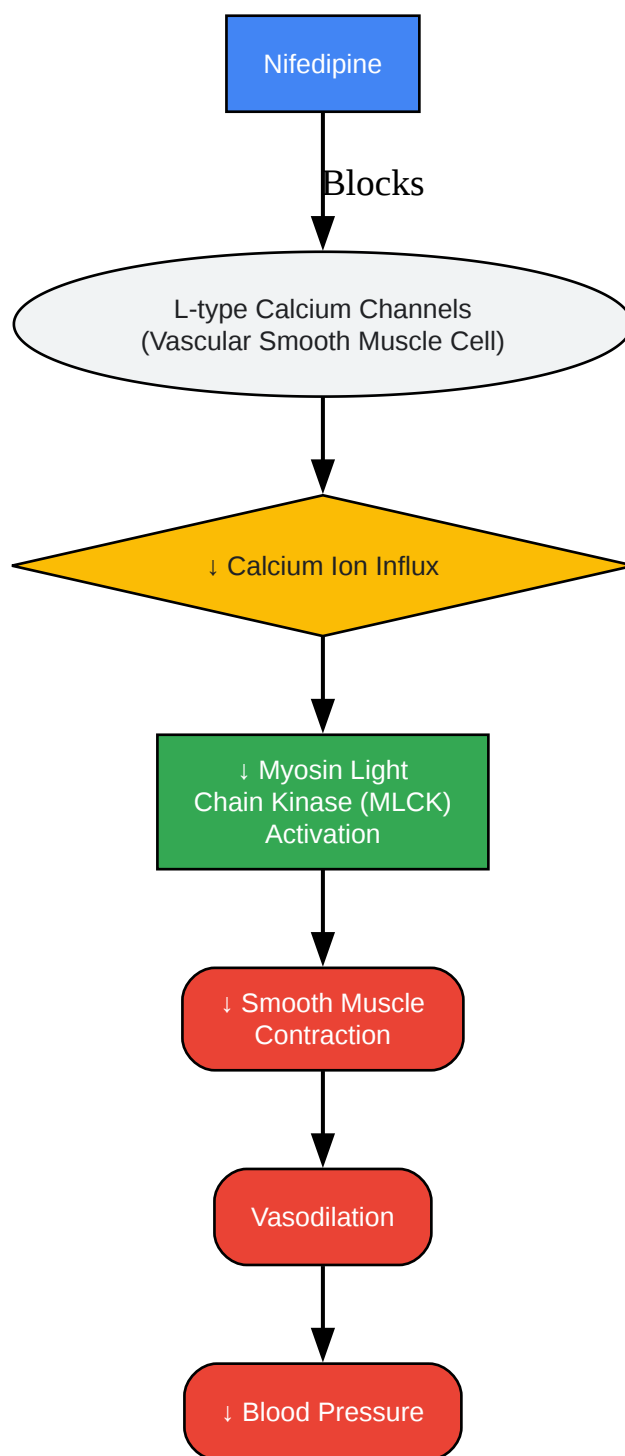 Nifedipine
Blocks
L-type Calcium Channels
(Vascular Smooth Muscle Cell)
↓ Calcium Ion Influx
↓ Myosin Light
Chain Kinase (MLCK)
Activation
↓ Smooth Muscle
Contraction
Vasodilation
↓ Blood Pressure